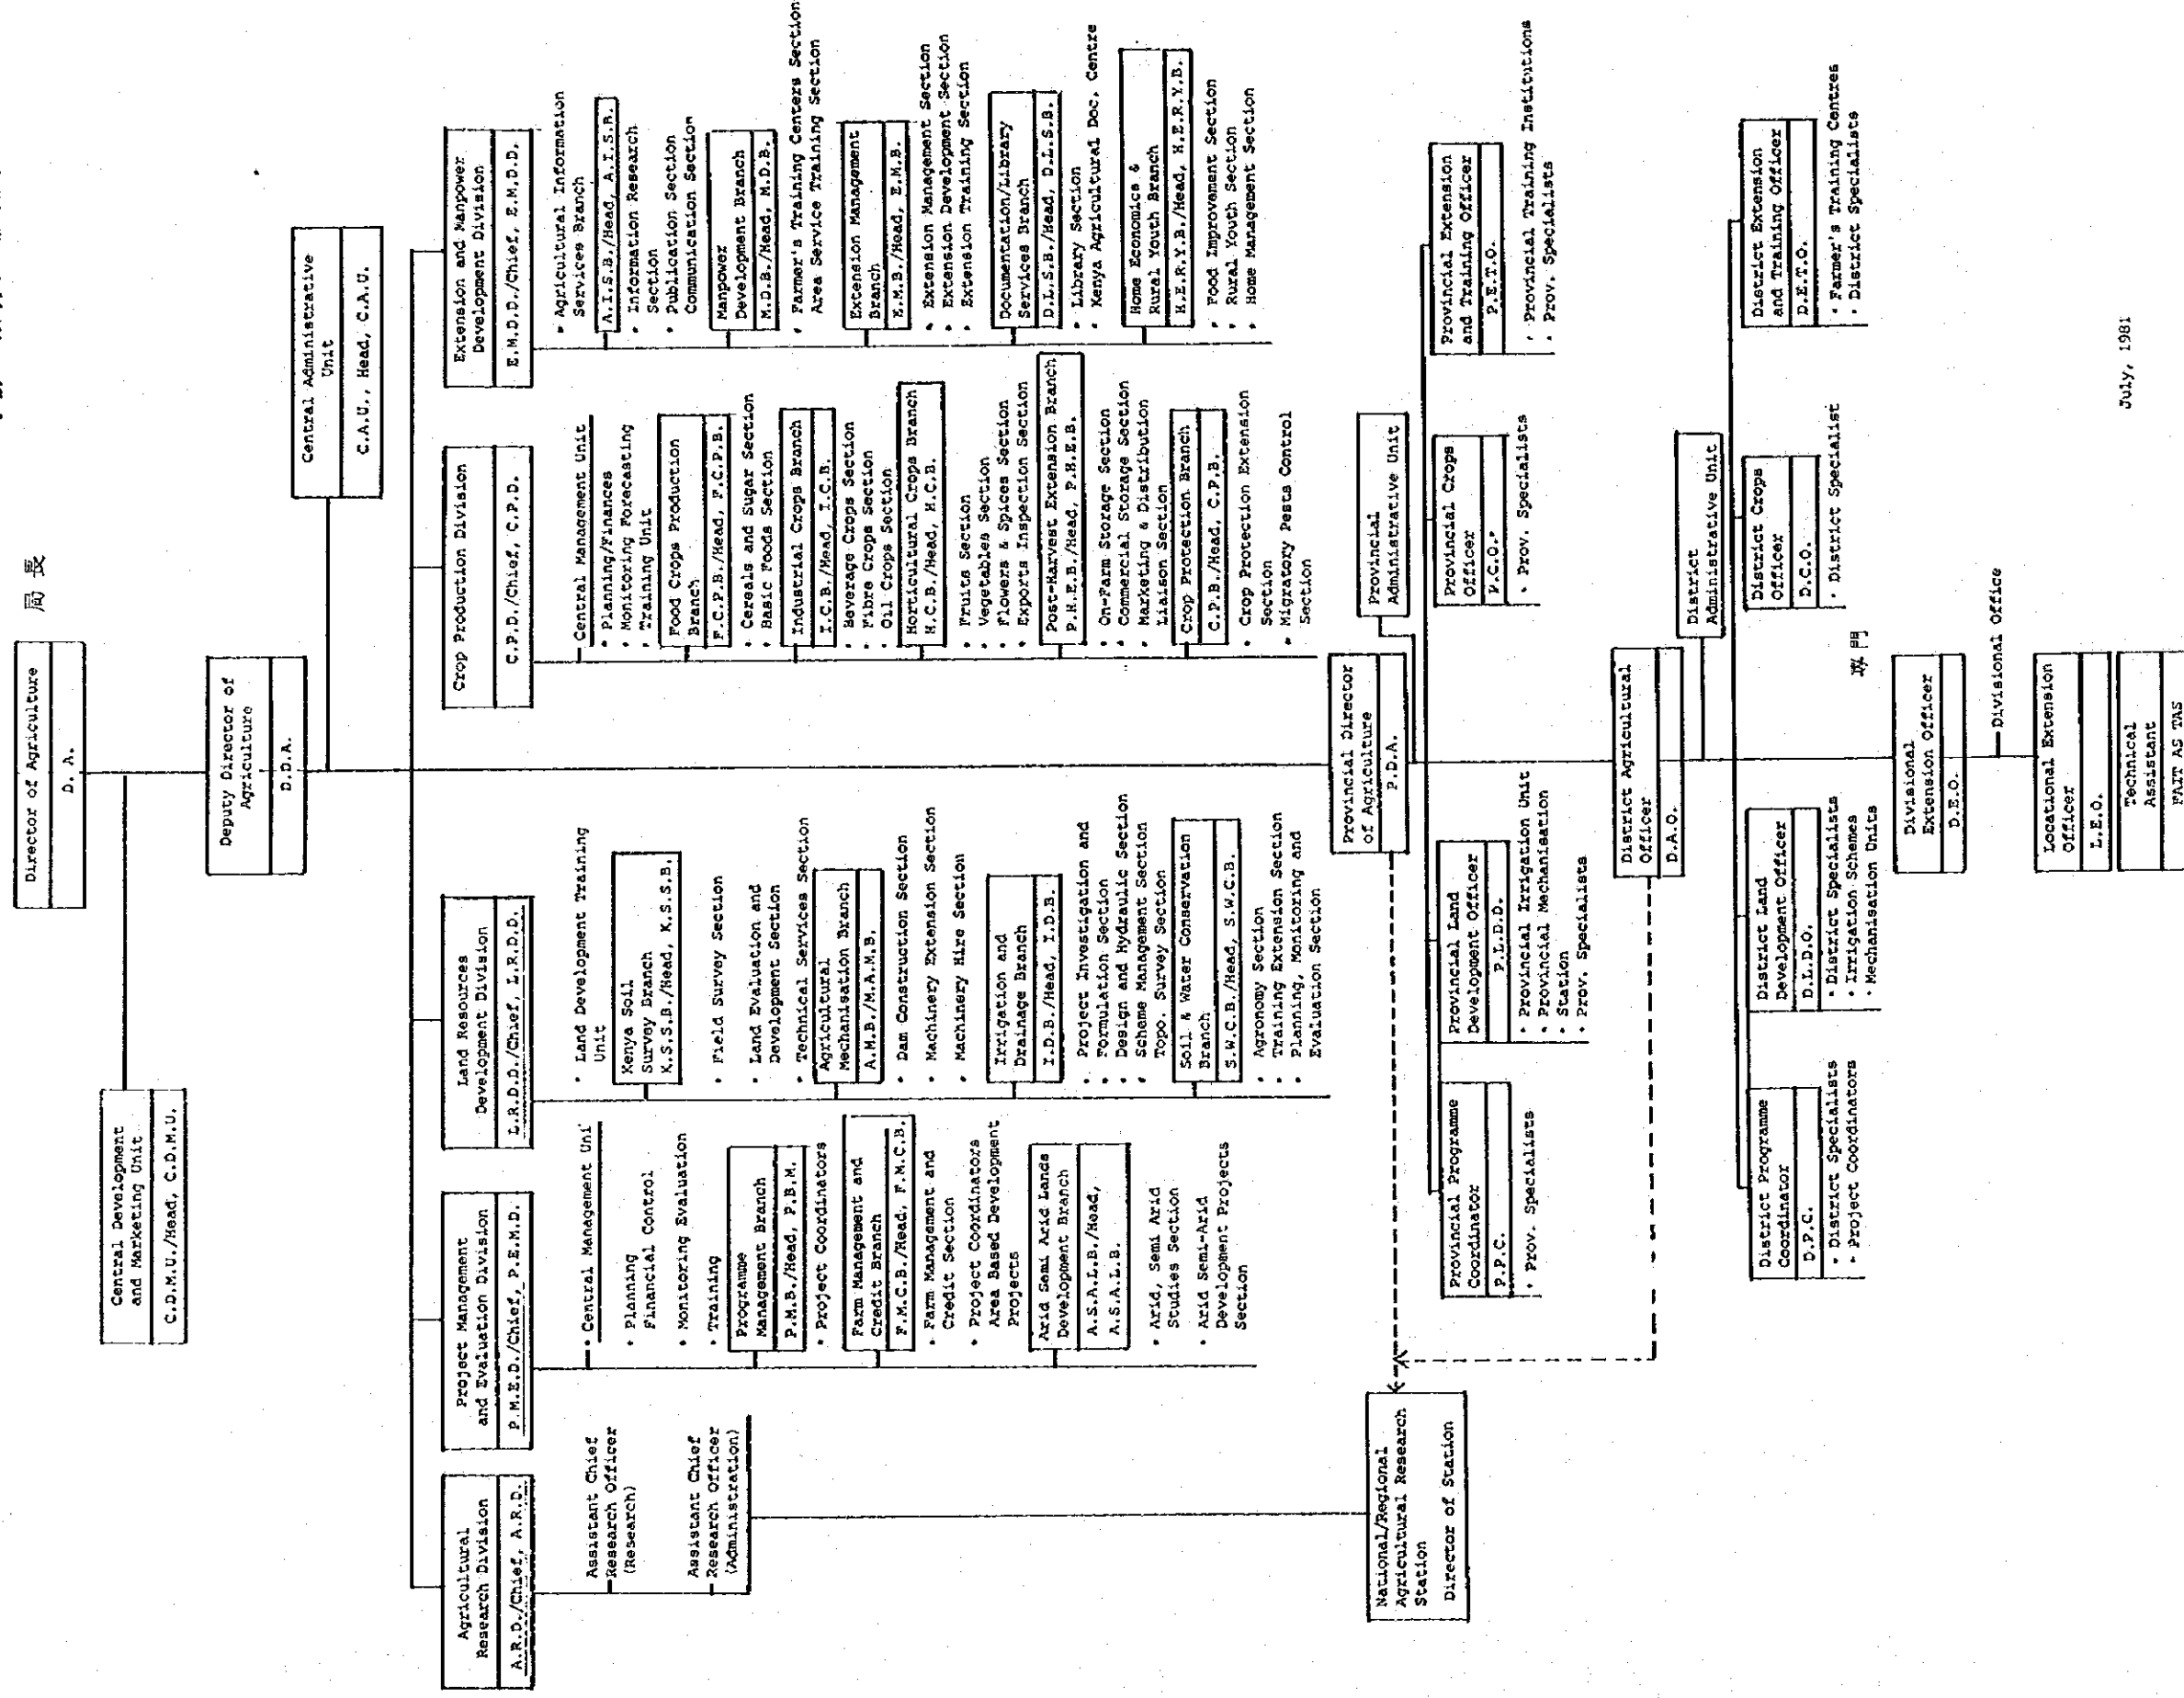 局 長
Director of Agriculture
D. A.
Central Development
and Marketing Unit
C.D.M.U./Head, C.D.M.U.
Deputy Director of
Agriculture
D.D.A.
Central Administrative
Unit
C.A.U., Head, C.A.U.
Agricultural
Research Division
A.R.D./Chief, A.R.D.
Assistant Chief
Research Officer
(Research)
Assistant Chief
Research Officer
(Administration)
Project Management
and Evaluation Division
P.M.E.D./Chief, P.E.M.D.
• Central Management Uni
• Planning
Financial Control
• Monitoring Evaluation
• Training
Programme
Management Branch
P.M.B./Head, P.B.M.
• Project Coordinators
Farm Management and
Credit Branch
F.M.C.B./Head, F.M.C.B.
• Farm Management and
Credit Section
• Project Coordinators
Area Based Development
Projects
Arid Semi Arid Lands
Development Branch
A.S.A.L.B./Head,
A.S.A.L.B.
• Arid, Semi Arid
Studies Section
• Arid Semi-Arid
Development Projects
Section
Land Resources
Development Division
L.R.D.D./Chief, L.R.D.D.
• Land Development Training
Unit
Kenya Soil
Survey Branch
K.S.S.B./Head, K.S.S.B.
• Field Survey Section
• Land Evaluation and
Development Section
• Technical Services Section
Agricultural
Mechanisation Branch
A.M.B./M.A.M.B.
• Dam Construction Section
• Machinery Extension Section
• Machinery Hire Section
Irrigation and
Drainage Branch
I.D.B./Head, I.D.B.
• Project Investigation and
• Formulation Section
• Design and Hydraulic Section
• Scheme Management Section
Topo. Survey Section
Soil & Water Conservation
Branch
S.W.C.B./Head, S.W.C.B.
• Agronomy Section
• Training Extension Section
• Planning, Monitoring and
• Evaluation Section
Crop Production Division
C.P.D./Chief, C.P.D.
• Central Management Unit
• Planning/Finances
• Monitoring Forecasting
• Training Unit
Food Crops Production
Branch
F.C.P.B./Head, F.C.P.B.
• Cereals and Sugar Section
• Basic Foods Section
Industrial Crops Branch
I.C.B./Head, I.C.B.
• Beverage Crops Section
• Fibre Crops Section
• Oil Crops Section
Horticultural Crops Branch
H.C.B./Head, H.C.B.
• Fruits Section
• Vegetables Section
• Flowers & Spices Section
• Exports Inspection Section
Post-Harvest Extension Branch
P.H.E.B./Head, P.H.E.B.
• On-Farm Storage Section
• Commercial Storage Section
• Marketing & Distribution
Liaison Section
Crop Protection Branch
C.P.B./Head, C.P.B.
• Crop Protection Extension
Section
• Migratory Pests Control
Section
Extension and Manpower
Development Division
E.M.D.D./Chief, E.M.D.D.
• Agricultural Information
Services Branch
A.I.S.B./Head, A.I.S.B.
• Information Research
Section
• Publication Section
Communication Section
Manpower
Development Branch
M.D.B./Head, M.D.B.
• Farmer's Training Centers Section
Area Service Training Section
Extension Management
Branch
E.M.B./Head, E.M.B.
• Extension Management Section
• Extension Development Section
• Extension Training Section
Documentation/Library
Services Branch
D.L.S.B./Head, D.L.S.B.
• Library Section
• Kenya Agricultural Doc. Centre
Home Economics &
Rural Youth Branch
H.E.R.Y.B./Head, H.E.R.Y.B.
• Food Improvement Section
• Rural Youth Section
• Home Management Section
National/Regional
Agricultural Research
Station
Director of Station
Provincial Director
of Agriculture
P.D.A.
Provincial
Administrative Unit
Provincial Programme
Coordinator
P.P.C.
• Prov. Specialists
Provincial Land
Development Officer
P.L.D.D.
• Provincial Irrigation Unit
• Provincial Mechanisation
• Station
• Prov. Specialists
Provincial Crops
Officer
P.C.O.
• Prov. Specialists
Provincial Extension
and Training Officer
P.E.T.O.
• Provincial Training Institutions
• Prov. Specialists
District Agricultural
Officer
D.A.O.
District
Administrative Unit
District Programme
Coordinator
D.P.C.
• District Specialists
• Project Coordinators
District Land
Development Officer
D.L.D.O.
• District Specialists
• Irrigation Schemes
• Mechanisation Units
District Crops
Officer
D.C.O.
• District Specialist
District Extension
and Training Officer
D.E.T.O.
• Farmer's Training Centres
• District Specialists
Divisional
Extension Officer
D.E.O.
Divisional Office
Locational Extension
Officer
L.E.O.
Technical
Assistant
FAIT AS TAS
July, 1981